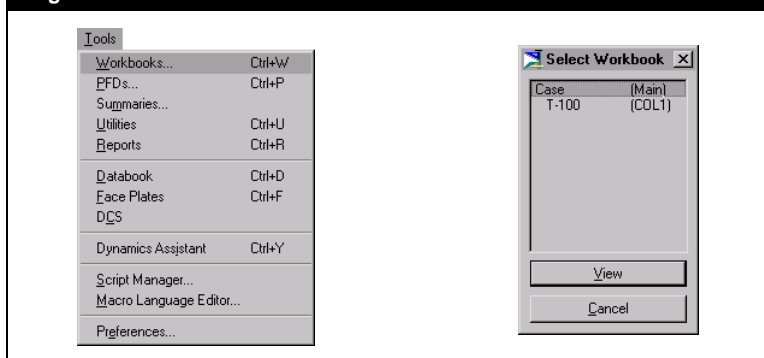 Tools
Workbooks... Ctrl+W
PFDs... Ctrl+P
Summaries...
Utilities Ctrl+U
Reports Ctrl+R
Databook Ctrl+D
Face Plates Ctrl+F
DCS
Dynamics Assistant Ctrl+Y
Script Manager...
Macro Language Editor...
Preferences...
Select Workbook
Case (Main)
T-100 (COL1)
View
Cancel